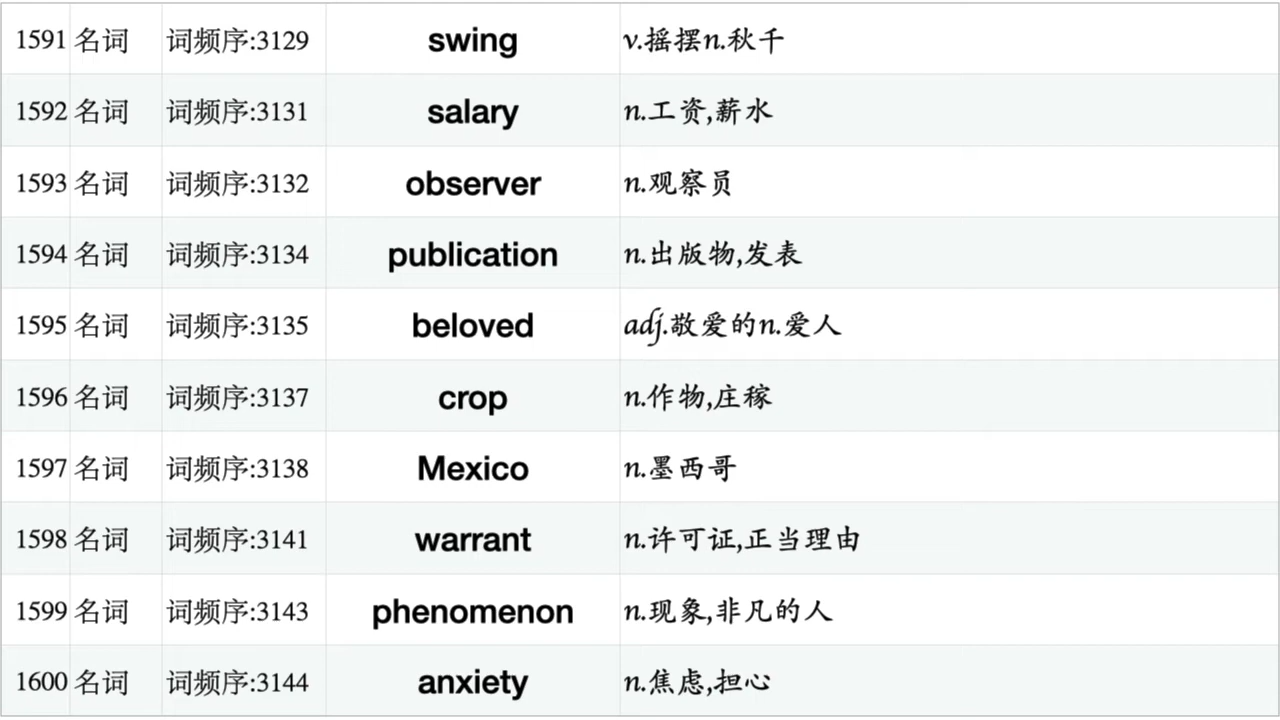 1591 名词 词频序:3129 swing v.摇摆n.秋千
1592 名词 词频序:3131 salary n.工资,薪水
1593 名词 词频序:3132 observer n.观察员
1594 名词 词频序:3134 publication n.出版物,发表
1595 名词 词频序:3135 beloved adj.敬爱的n.爱人
1596 名词 词频序:3137 crop n.作物,庄稼
1597 名词 词频序:3138 Mexico n.墨西哥
1598 名词 词频序:3141 warrant n.许可证,正当理由
1599 名词 词频序:3143 phenomenon n.现象,非凡的人
1600 名词 词频序:3144 anxiety n.焦虑,担心